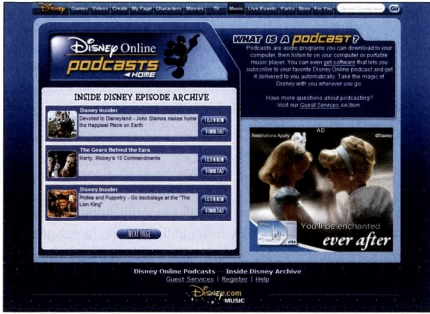 Disney Games Videos Create My Page Characters Movies TV Music Live Events Parks Store For You Go
Disney Online
PODCASTS
HOME
INSIDE DISNEY EPISODE ARCHIVE
Disney Insider
Devoted to Disneyland - John Stamos makes home the Happiest Place on Earth
LISTEN NOW
DOWNLOAD
The Gears Behind the Ears
Marty: Mickey's 10 Commandments
LISTEN NOW
DOWNLOAD
Disney Insider
Prides and Puppetry - Go backstage at the "The Lion King"
LISTEN NOW
DOWNLOAD
NEXT PAGE
WHAT IS A PODCAST?
Podcasts are audio programs you can download to your
computer, then listen to on your computer or portable
music player. You can even get software that lets you
subscribe to your favorite Disney Online podcast and get
it delivered to you automatically. Take the magic of
Disney with you wherever you go.
Have more questions about podcasting?
Visit our Guest Services section.
AD
Restrictions Apply ©Disney
You'll be enchanted
ever after
VISA
Disney Online Podcasts - Inside Disney Archive
Guest Services | Register | Help
Disney.com
MUSIC